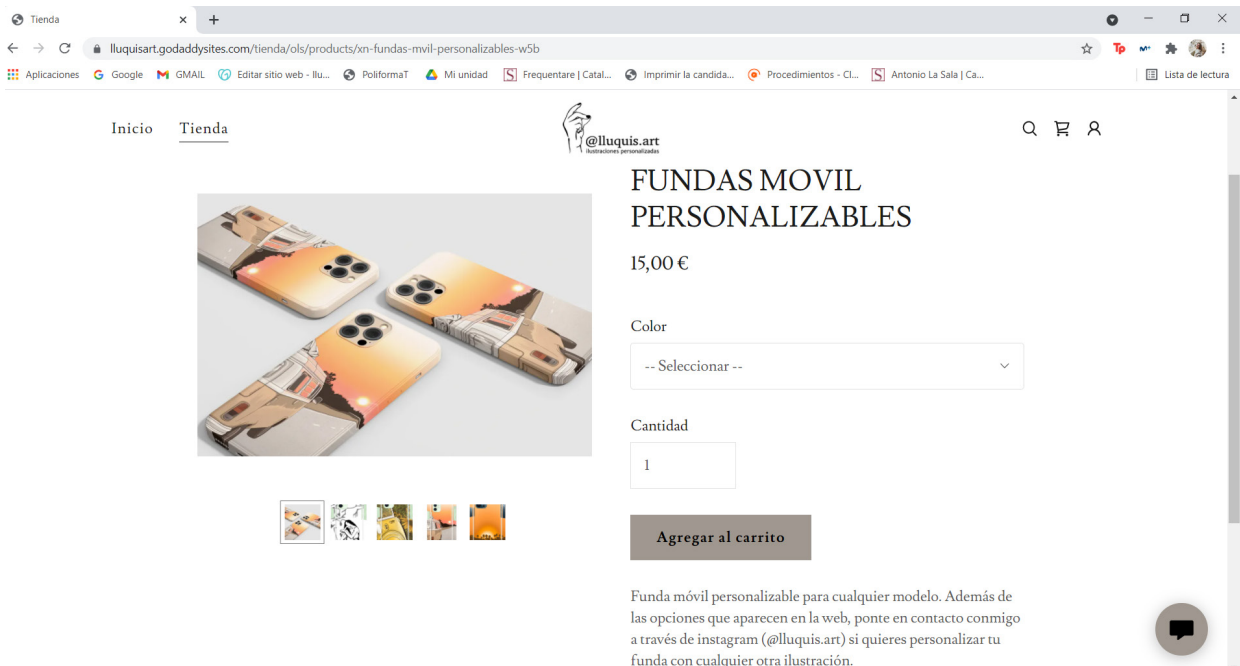 Tienda
lluquisart.godaddysites.com/tienda/ols/products/xn-fundas-mvil-personalizables-w5b
Aplicaciones Google GMAIL Editar sitio web - llu... PoliformaT Mi unidad Frequentare | Catal... Imprimir la candida... Procedimientos - Cl... Antonio La Sala | Ca... Lista de lectura
Inicio Tienda
@lluquis.art
ilustraciones personalizadas
FUNDAS MOVIL
PERSONALIZABLES
15,00 €
Color
-- Seleccionar --
Cantidad
1
Agregar al carrito
Funda móvil personalizable para cualquier modelo. Además de
las opciones que aparecen en la web, ponte en contacto conmigo
a través de instagram (@lluquis.art) si quieres personalizar tu
funda con cualquier otra ilustración.